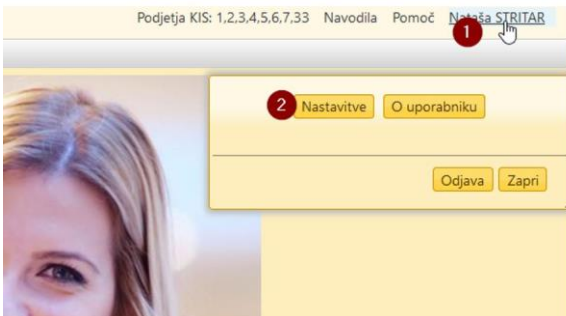 Podjetja KIS: 1,2,3,4,5,6,7,33 Navodila Pomoč Nataša STRITAR
1
2 Nastavitve O uporabniku
Odjava Zapri